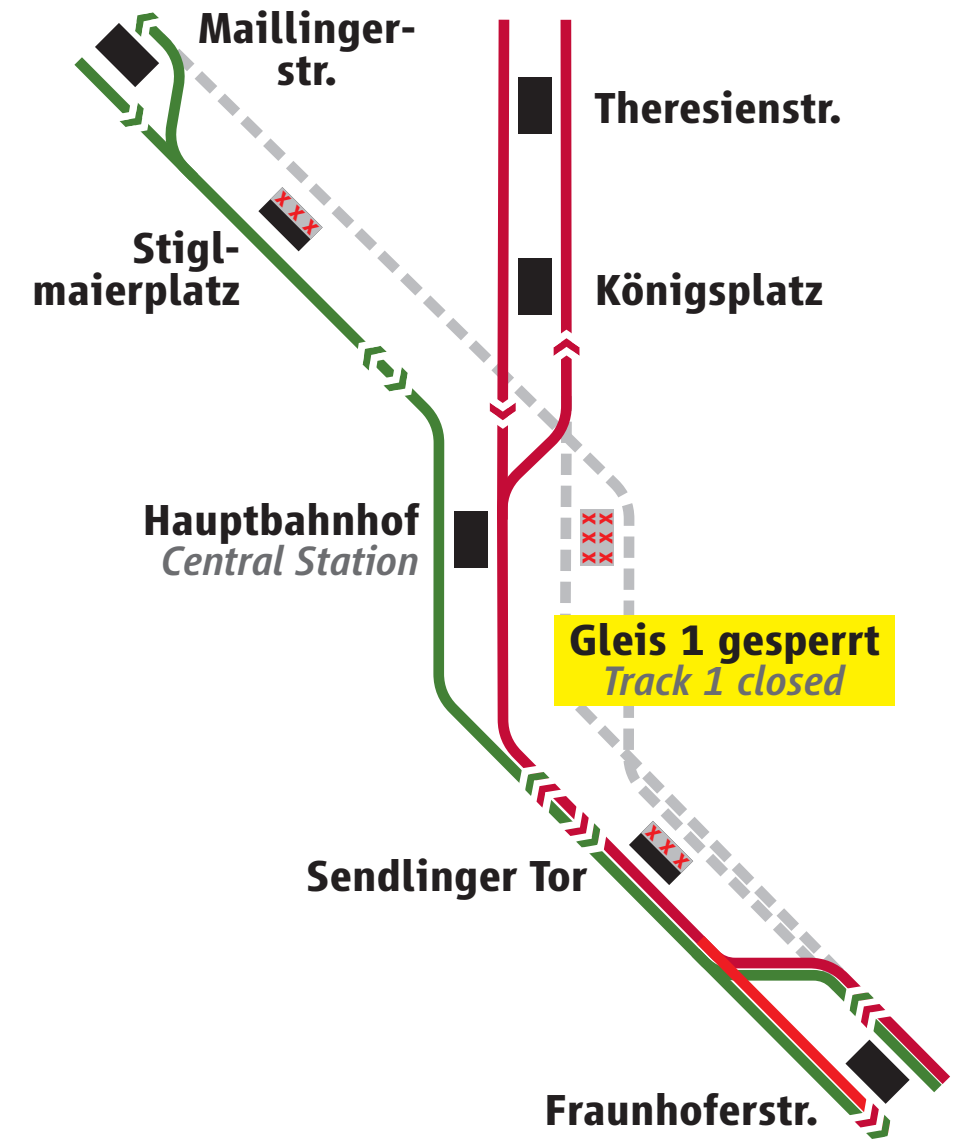 Maillinger-
str.
Theresienstr.
Stigl-
maierplatz
Königsplatz
Hauptbahnhof
Central Station
Gleis 1 gesperrt
Track 1 closed
Sendlinger Tor
Fraunhoferstr.